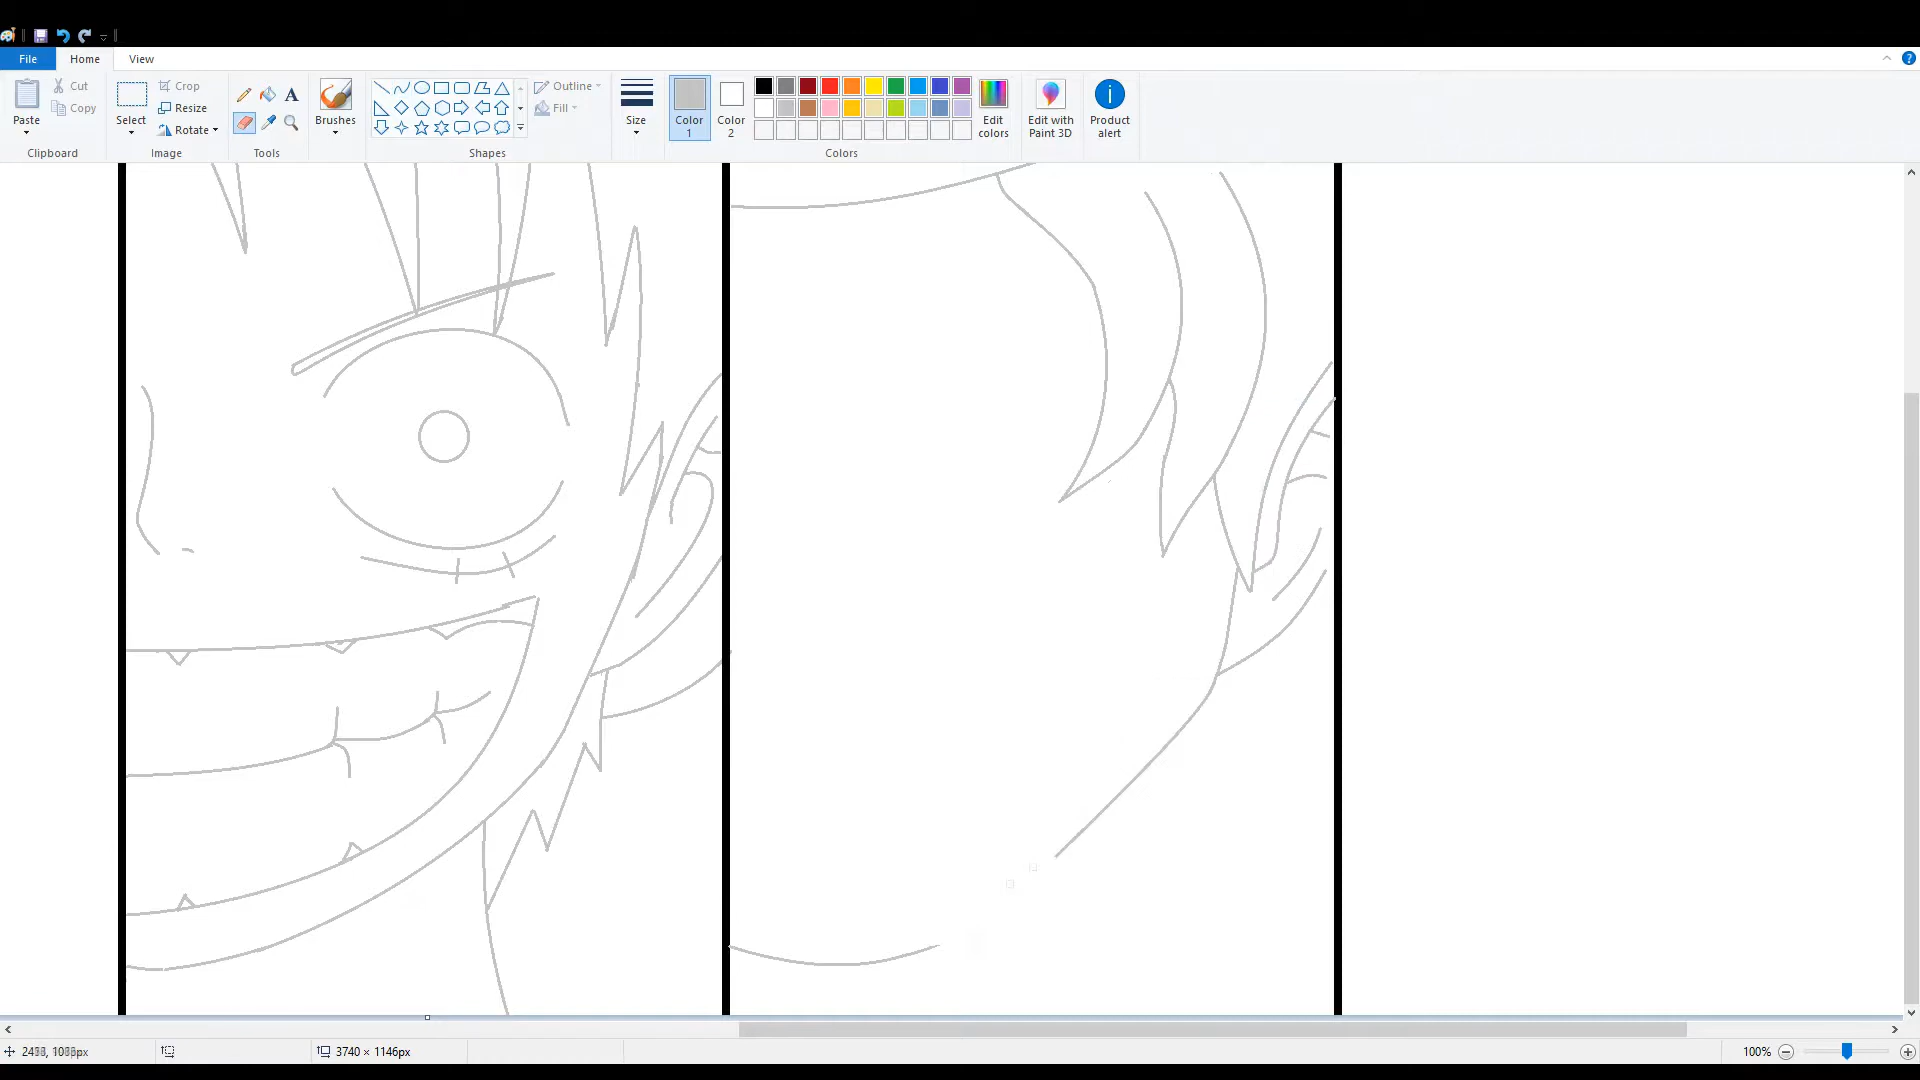 File Home View
Paste
Cut
Copy
Clipboard
Select
Crop
Resize
Rotate
Image
A
Tools
Brushes
Outline
Fill
Shapes
Size
Color
1
Color
2
Edit
colors
Colors
Edit with
Paint 3D
Product
alert
3740 × 1146px
100%